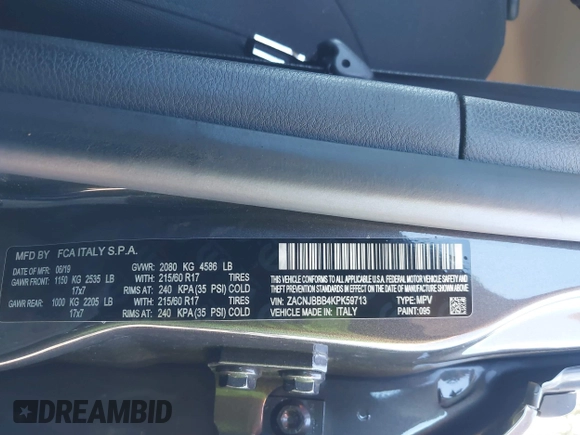 MFD BY FCA ITALY S.P.A.
DATE OF MFD 05/19 GVWR: 2080 KG 4586 LB
GAWR FRONT: 1150 KG 2535 LB WITH 215/60 R17 TIRES
17x7 RIMS AT: 240 KPA (35 PSI) COLD
GAWR REAR: 1000 KG 2205 LB WITH 215/60 R17 TIRES
17x7 RIMS AT: 240 KPA (35 PSI) COLD
THIS VEHICLE CONFORMS TO ALL APPLICABLE U.S.A. FEDERAL MOTOR VEHICLE SAFETY, BUMPER AND
THEFT PREVENTION STANDARDS IN EFFECT ON THE DATE OF MANUFACTURE SHOWN ABOVE.
VIN: ZACNJBBB4KPK59713 TYPE: MPV
VEHICLE MADE IN: ITALY PAINT: 095
DREAMBID